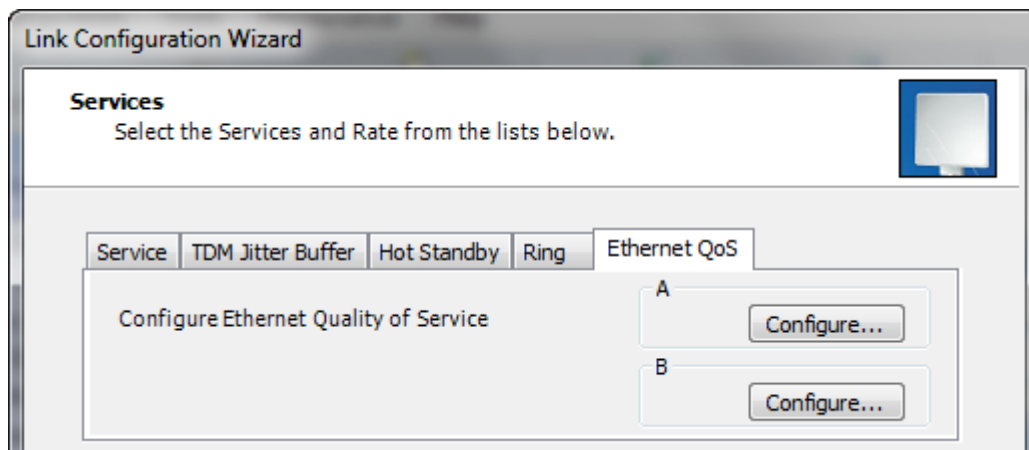 Link Configuration Wizard
Services
Select the Services and Rate from the lists below.
Service TDM Jitter Buffer Hot Standby Ring Ethernet QoS
A
Configure Ethernet Quality of Service Configure...
B
Configure...